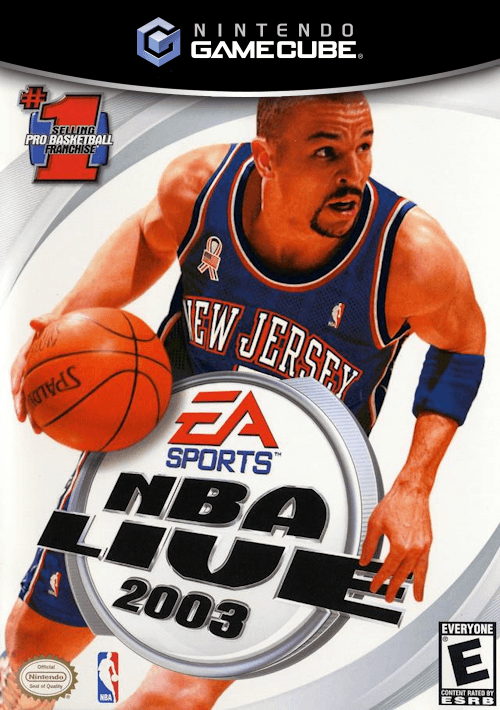 NINTENDO
GAMECUBE®
#1
SELLING
PRO BASKETBALL
FRANCHISE
NEW JERSEY
SPALDING
EA
SPORTS™
NBA
LIVE
2003
Official
Nintendo
Seal of Quality
NBA
EVERYONE
E
CONTENT RATED BY
ESRB